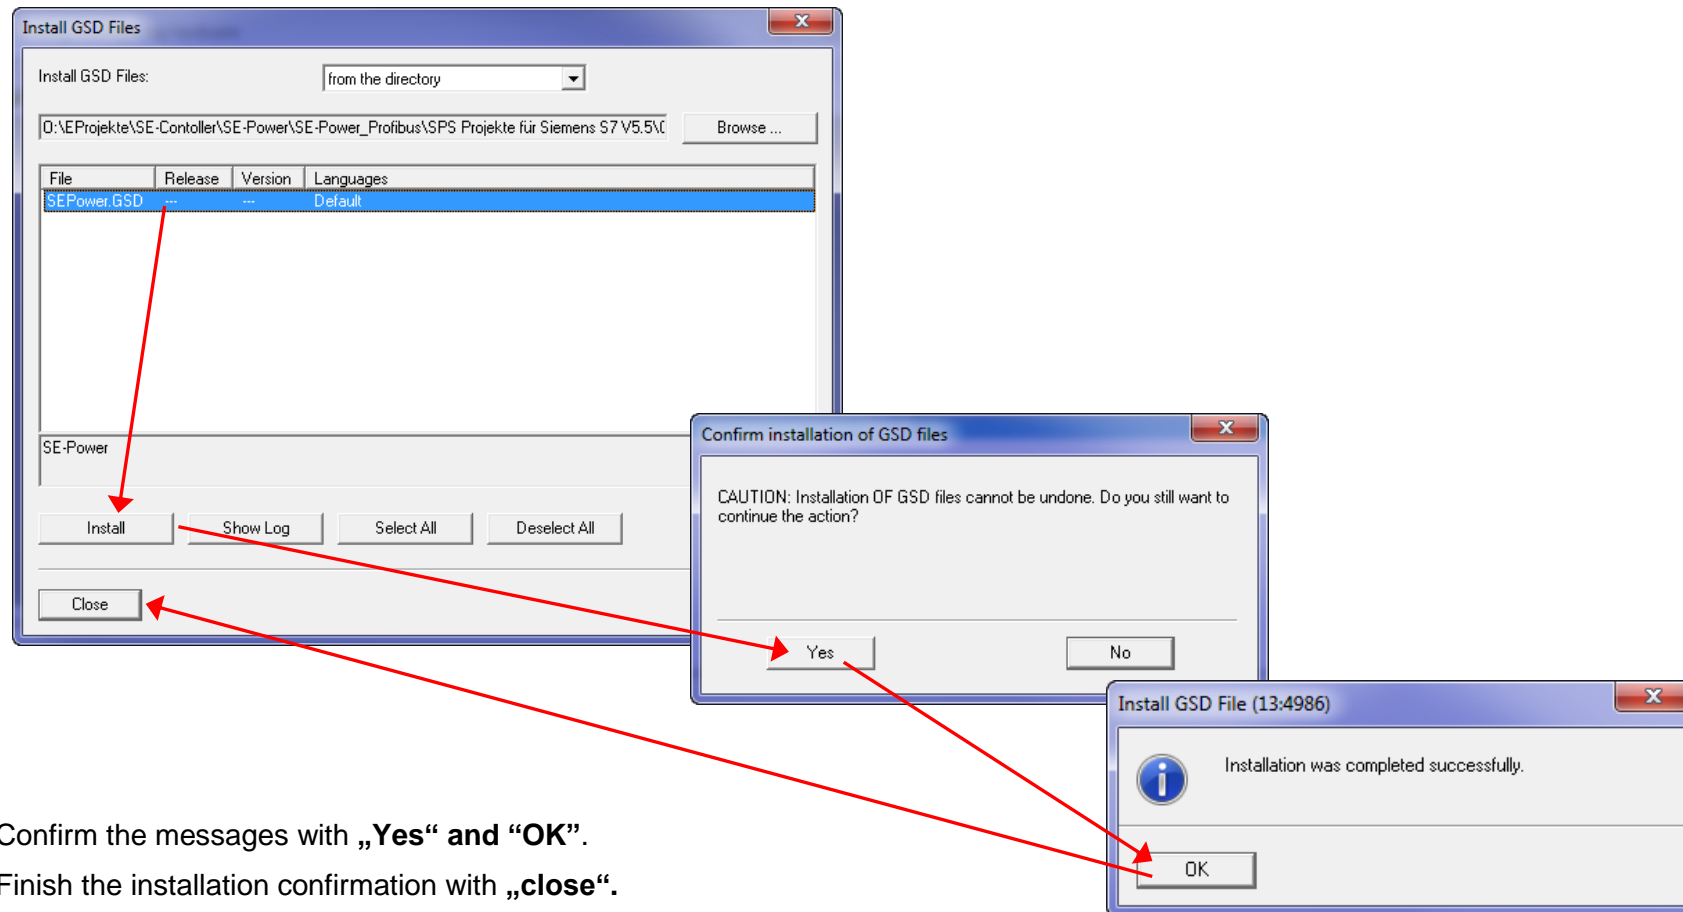 Install GSD Files
Install GSD Files:
from the directory
O:\EProjekte\SE-Contoller\SE-Power\SE-Power_Profibus\SPS Projekte für Siemens S7 V5.5\
Browse ...
File Release Version Languages
SEPower.GSD --- --- Default
SE-Power
Install Show Log Select All Deselect All
Close
Confirm installation of GSD files
CAUTION: Installation OF GSD files cannot be undone. Do you still want to
continue the action?
Yes No
Install GSD File (13:4986)
Installation was completed successfully.
OK
Confirm the messages with „Yes“ and “OK”.
Finish the installation confirmation with „close“.